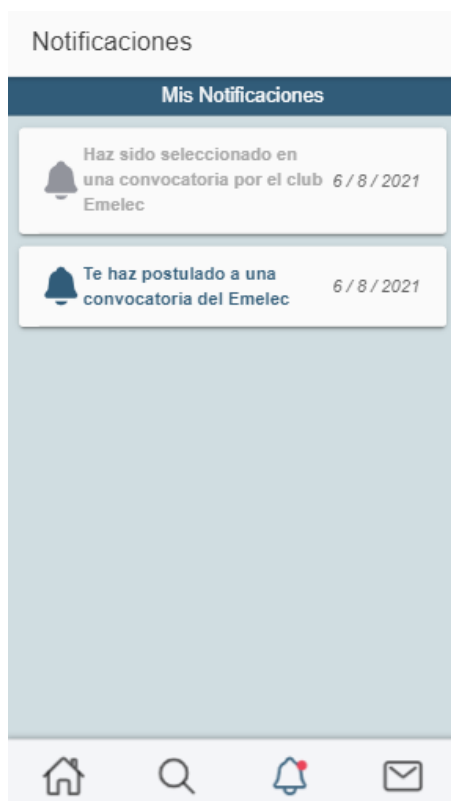 Notificaciones
Mis Notificaciones
Haz sido seleccionado en
una convocatoria por el club 6 / 8 / 2021
Emelec
Te haz postulado a una
convocatoria del Emelec 6 / 8 / 2021